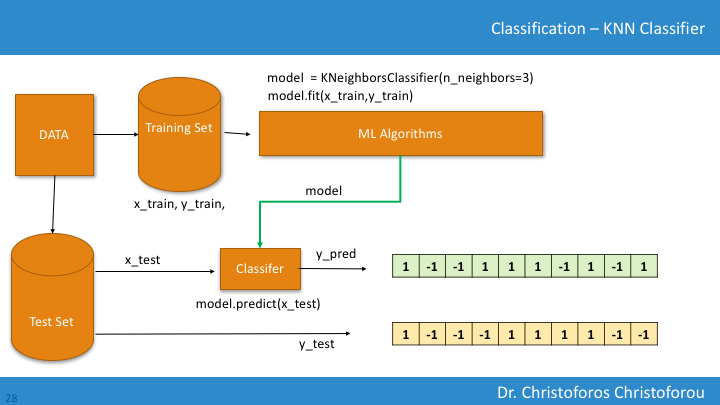 Classification – KNN Classifier
model = KNeighborsClassifier(n_neighbors=3)
model.fit(x_train,y_train)
DATA
Training Set
ML Algorithms
x_train, y_train,
model
x_test
Classifer
y_pred
1 -1 -1 1 1 1 -1 1 -1 1
model.predict(x_test)
Test Set
1 -1 -1 -1 1 1 1 1 -1 -1
y_test
28
Dr. Christoforos Christoforou